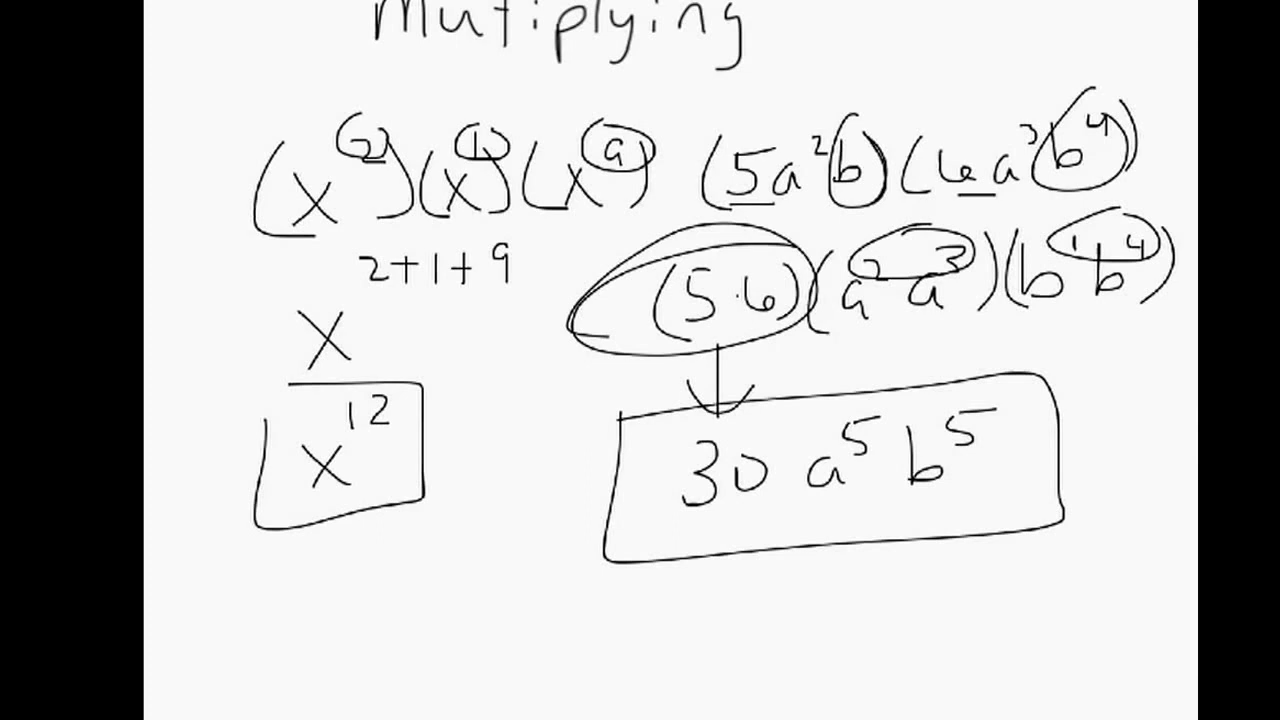 Mutiplying
(x²)(x¹)(x⁹) (5a²b)(6a³b⁴)
2+1+9 (5·6)(a²a³)(b¹b⁴)
x
x¹² 30a⁵b⁵